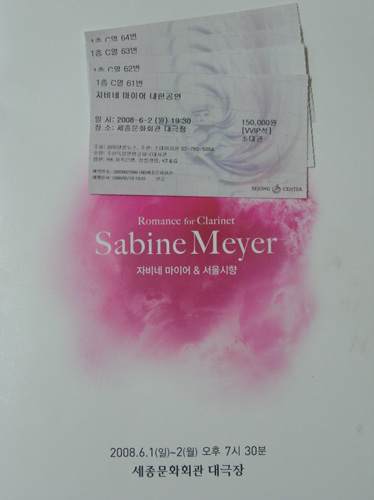 1층 C열 64번
1층 C열 63번
1층 C열 62번
1층 C열 61번
자비네 마이어 내한공연
일 시: 2008-6-2 (월) 19:30
장 소: 세종문화회관 대극장
150,000원
[VVIP석]
초대권
SEJONG CENTER
Romance for Clarinet
Sabine Meyer
자비네 마이어 & 서울시향
2008.6.1(일)~2(월) 오후 7시 30분
세종문화회관 대극장